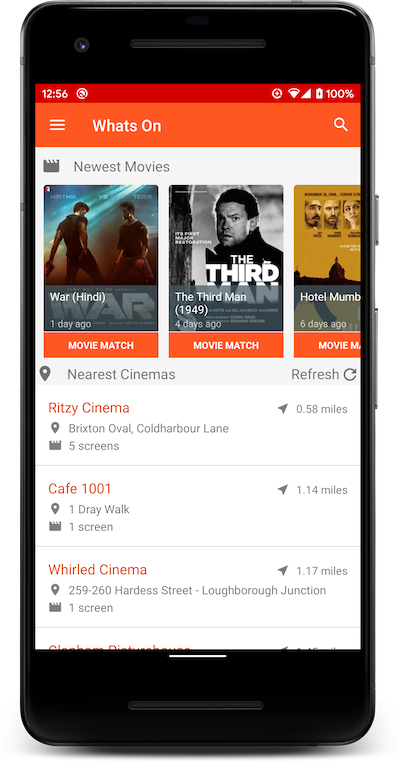 12:56
100%
Whats On
Newest Movies
HRITHIK VS TIGER
WAR
War (Hindi)
1 day ago
MOVIE MATCH
ITS FIRST
MAJOR
RESTORATION
THE
THIRD
MAN
The Third Man
(1949)
4 days ago
MOVIE MATCH
Hotel Mumb
6 days ago
MOVIE MA
Nearest Cinemas
Refresh
Ritzy Cinema
0.58 miles
Brixton Oval, Coldharbour Lane
5 screens
Cafe 1001
1.14 miles
1 Dray Walk
1 screen
Whirled Cinema
1.17 miles
259-260 Hardess Street - Loughborough Junction
1 screen